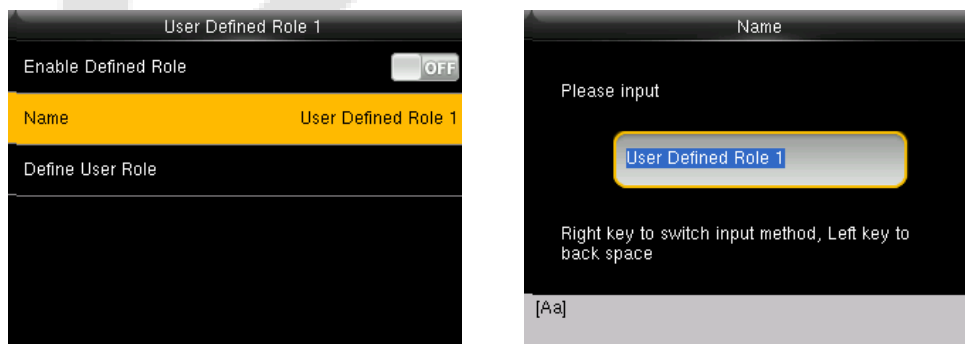 User Defined Role 1
Enable Defined Role OFF
Name User Defined Role 1
Define User Role
Name
Please input
User Defined Role 1
Right key to switch input method, Left key to
back space
[Aa]